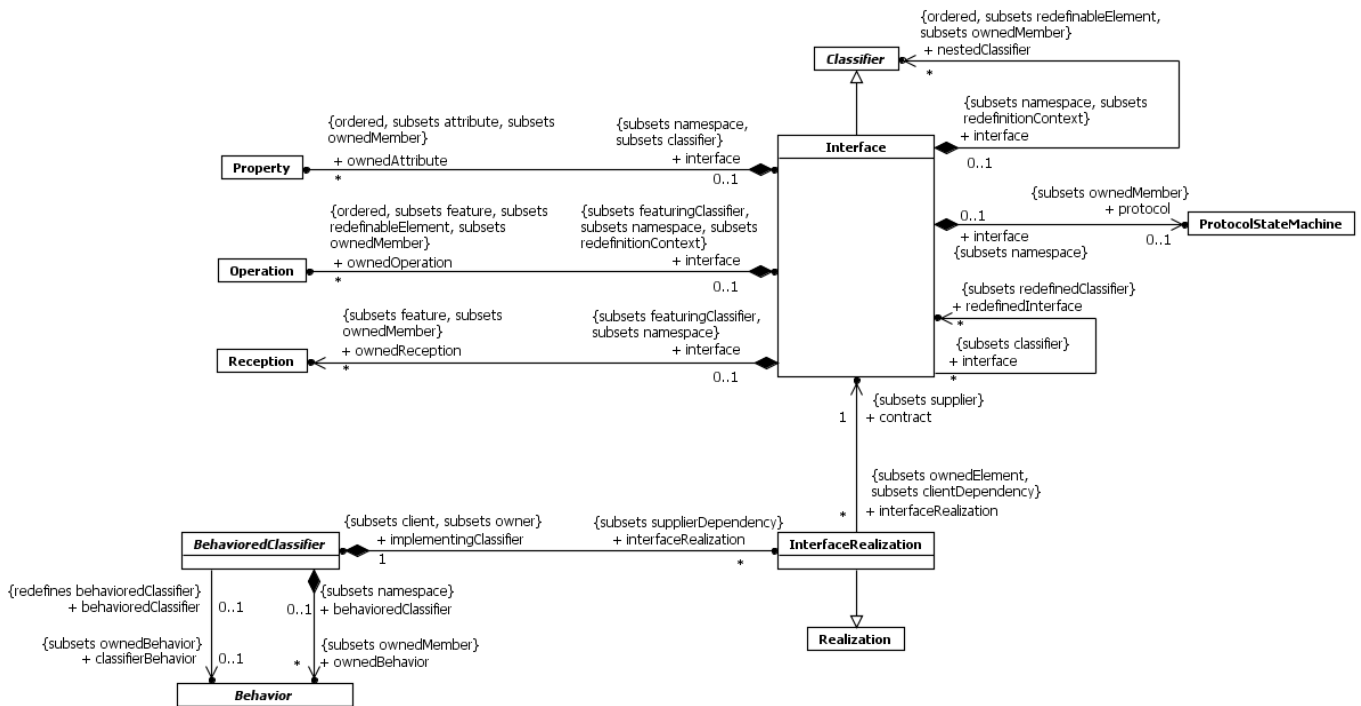 {ordered, subsets redefinableElement,
subsets ownedMember}
+ nestedClassifier
*
Classifier
{subsets namespace, subsets
redefinitionContext}
+ interface
0..1
Interface
{ordered, subsets attribute, subsets
ownedMember}
+ ownedAttribute
*
{subsets namespace,
subsets classifier}
+ interface
0..1
Property
{subsets ownedMember}
+ protocol
0..1
0..1
+ interface
{subsets namespace}
ProtocolStateMachine
{ordered, subsets feature, subsets
redefinableElement, subsets
ownedMember}
+ ownedOperation
*
{subsets featuringClassifier,
subsets namespace, subsets
redefinitionContext}
+ interface
0..1
Operation
{subsets redefinedClassifier}
+ redefinedInterface
*
{subsets classifier}
+ interface
*
{subsets feature, subsets
ownedMember}
+ ownedReception
*
{subsets featuringClassifier,
subsets namespace}
+ interface
0..1
Reception
{subsets supplier}
+ contract
1
{subsets ownedElement,
subsets clientDependency}
+ interfaceRealization
*
{subsets client, subsets owner}
+ implementingClassifier
1
{subsets supplierDependency}
+ interfaceRealization
*
BehavioredClassifier
InterfaceRealization
{redefines behavioredClassifier}
+ behavioredClassifier
0..1
{subsets namespace}
+ behavioredClassifier
0..1
{subsets ownedBehavior}
+ classifierBehavior
0..1
{subsets ownedMember}
+ ownedBehavior
*
Realization
Behavior